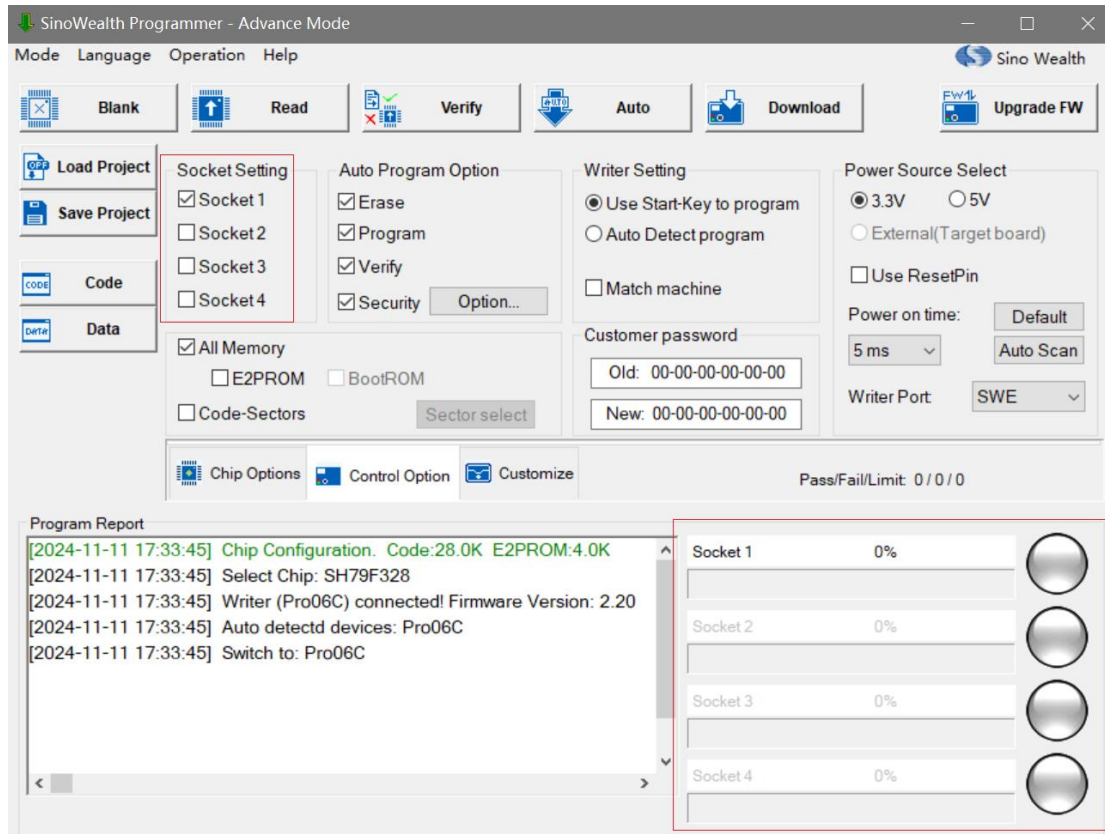 SinoWealth Programmer - Advance Mode
Mode Language Operation Help
Sino Wealth
Blank Read Verify Auto Download Upgrade FW
Load Project
Save Project
Code
Data
Socket Setting
Socket 1
Socket 2
Socket 3
Socket 4
Auto Program Option
Erase
Program
Verify
Security Option...
All Memory
E2PROM BootROM
Code-Sectors Sector select
Writer Setting
Use Start-Key to program
Auto Detect program
Match machine
Customer password
Old: 00-00-00-00-00-00
New: 00-00-00-00-00-00
Power Source Select
3.3V 5V
External(Target board)
Use ResetPin
Power on time: Default
5 ms Auto Scan
Writer Port: SWE
Chip Options Control Option Customize
Pass/Fail/Limit: 0 / 0 / 0
Program Report
[2024-11-11 17:33:45] Chip Configuration. Code:28.0K E2PROM:4.0K
[2024-11-11 17:33:45] Select Chip: SH79F328
[2024-11-11 17:33:45] Writer (Pro06C) connected! Firmware Version: 2.20
[2024-11-11 17:33:45] Auto detectd devices: Pro06C
[2024-11-11 17:33:45] Switch to: Pro06C
Socket 1 0%
Socket 2 0%
Socket 3 0%
Socket 4 0%